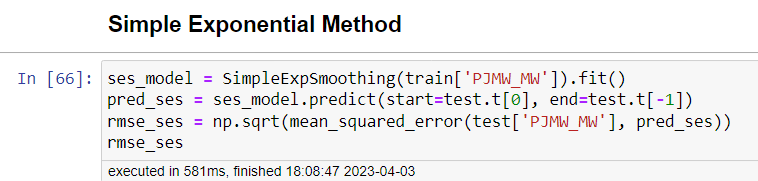 Simple Exponential Method
In [66]: ses_model = SimpleExpSmoothing(train['PJMW_MW']).fit()
pred_ses = ses_model.predict(start=test.t[0], end=test.t[-1])
rmse_ses = np.sqrt(mean_squared_error(test['PJMW_MW'], pred_ses))
rmse_ses
executed in 581ms, finished 18:08:47 2023-04-03